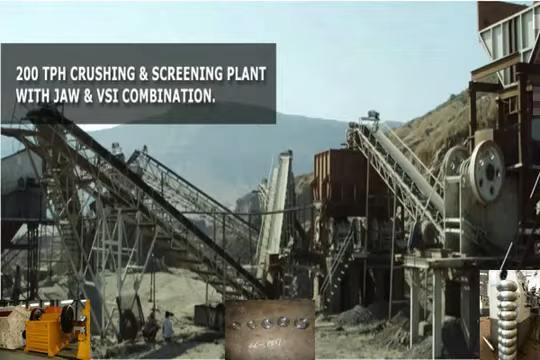 200 TPH CRUSHING & SCREENING PLANT
WITH JAW & VSI COMBINATION.